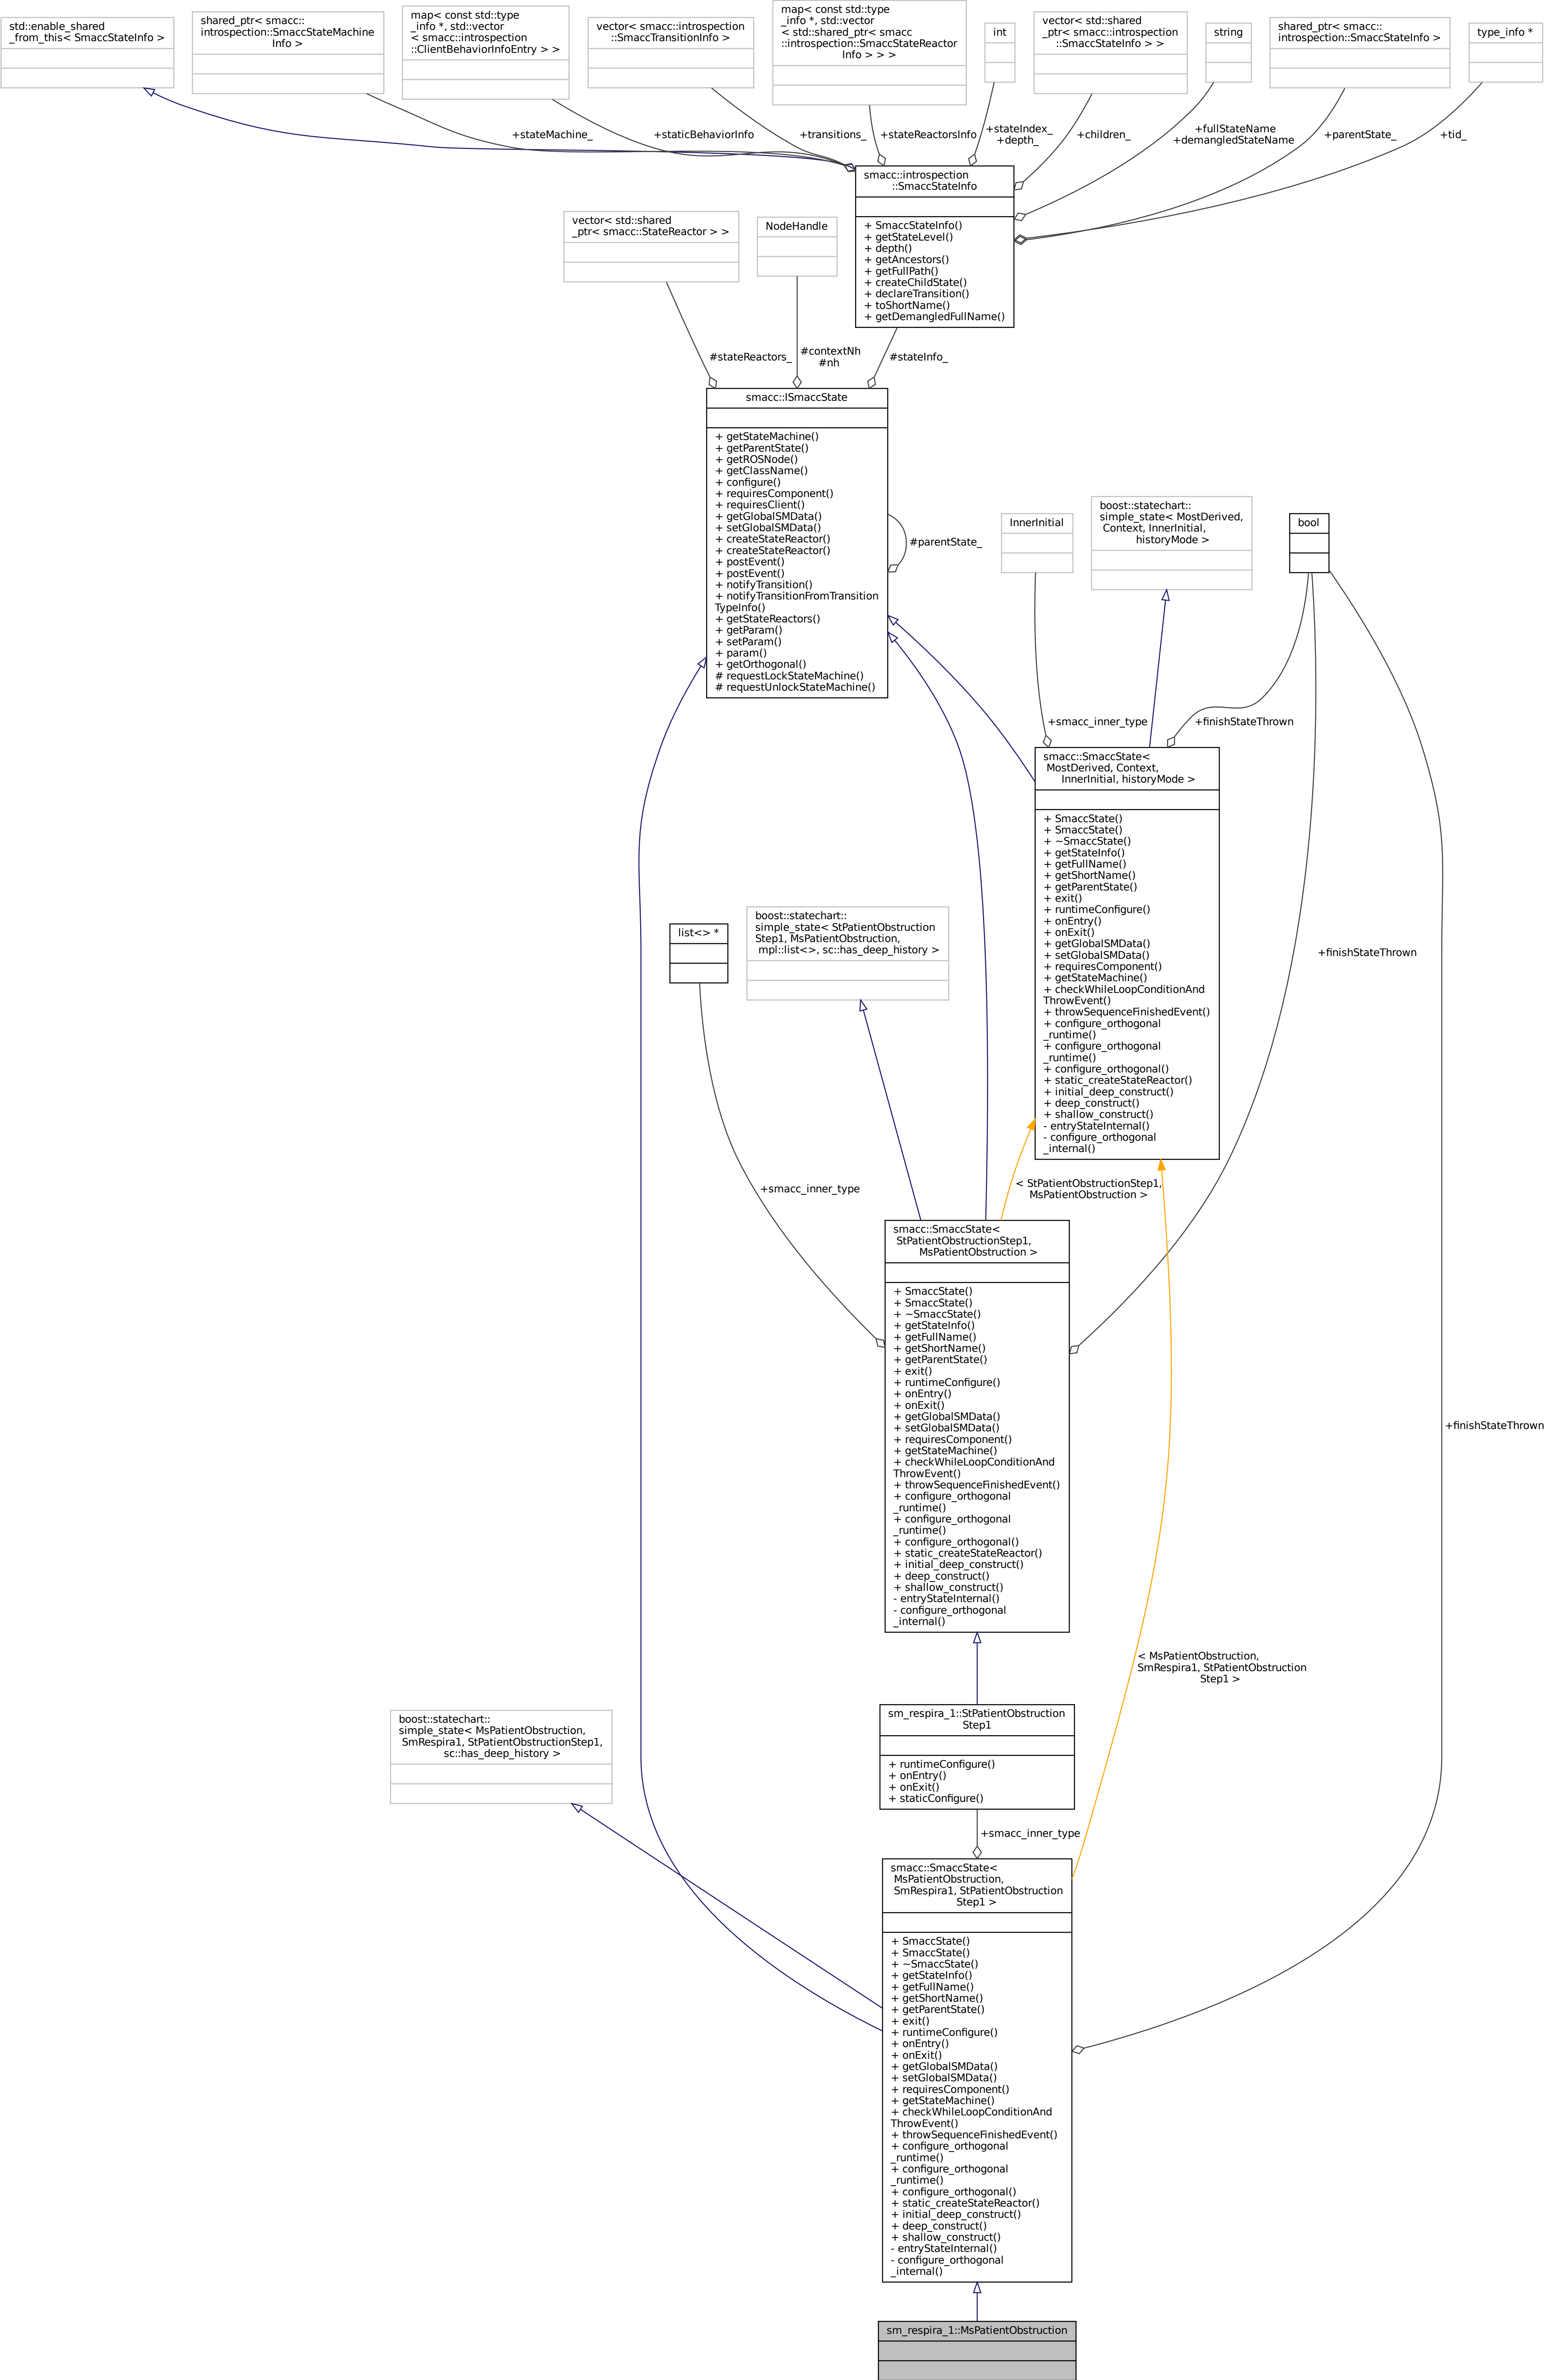 std::enable_shared
_from_this< SmaccStateInfo >
shared_ptr< smacc::
introspection::SmaccStateMachine
Info >
map< const std::type
_info *, std::vector
< smacc::introspection
::ClientBehaviorInfoEntry > >
vector< smacc::introspection
::SmaccTransitionInfo >
map< const std::type
_info *, std::vector
< std::shared_ptr< smacc
::introspection::SmaccStateReactor
Info > > >
int
vector< std::shared
_ptr< smacc::introspection
::SmaccStateInfo > >
string
shared_ptr< smacc::
introspection::SmaccStateInfo >
type_info *
+stateMachine_
+staticBehaviorInfo
+transitions_
+stateReactorsInfo
+stateIndex_
+depth_
+children_
+fullStateName
+demangledStateName
+parentState_
+tid_
smacc::introspection
::SmaccStateInfo
+ SmaccStateInfo()
+ getStateLevel()
+ depth()
+ getAncestors()
+ getFullPath()
+ createChildState()
+ declareTransition()
+ toShortName()
+ getDemangledFullName()
vector< std::shared
_ptr< smacc::StateReactor > >
NodeHandle
#stateReactors_
#contextNh
#nh
#stateInfo_
smacc::ISmaccState
+ getStateMachine()
+ getParentState()
+ getROSNode()
+ getClassName()
+ configure()
+ requiresComponent()
+ requiresClient()
+ getGlobalSMData()
+ setGlobalSMData()
+ createStateReactor()
+ createStateReactor()
+ postEvent()
+ postEvent()
+ notifyTransition()
+ notifyTransitionFromTransition
TypeInfo()
+ getStateReactors()
+ getParam()
+ setParam()
+ param()
+ getOrthogonal()
# requestLockStateMachine()
# requestUnlockStateMachine()
#parentState_
InnerInitial
boost::statechart::
simple_state< MostDerived,
Context, InnerInitial,
historyMode >
bool
+smacc_inner_type
+finishStateThrown
smacc::SmaccState<
MostDerived, Context,
InnerInitial, historyMode >
+ SmaccState()
+ SmaccState()
+ ~SmaccState()
+ getStateInfo()
+ getFullName()
+ getShortName()
+ getParentState()
+ exit()
+ runtimeConfigure()
+ onEntry()
+ onExit()
+ getGlobalSMData()
+ setGlobalSMData()
+ requiresComponent()
+ getStateMachine()
+ checkWhileLoopConditionAnd
ThrowEvent()
+ throwSequenceFinishedEvent()
+ configure_orthogonal
_runtime()
+ configure_orthogonal
_runtime()
+ configure_orthogonal()
+ static_createStateReactor()
+ initial_deep_construct()
+ deep_construct()
+ shallow_construct()
- entryStateInternal()
- configure_orthogonal
_internal()
list<> *
boost::statechart::
simple_state< StPatientObstruction
Step1, MsPatientObstruction,
mpl::list<>, sc::has_deep_history >
+finishStateThrown
+smacc_inner_type
< StPatientObstructionStep1,
MsPatientObstruction >
smacc::SmaccState<
StPatientObstructionStep1,
MsPatientObstruction >
+ SmaccState()
+ SmaccState()
+ ~SmaccState()
+ getStateInfo()
+ getFullName()
+ getShortName()
+ getParentState()
+ exit()
+ runtimeConfigure()
+ onEntry()
+ onExit()
+ getGlobalSMData()
+ setGlobalSMData()
+ requiresComponent()
+ getStateMachine()
+ checkWhileLoopConditionAnd
ThrowEvent()
+ throwSequenceFinishedEvent()
+ configure_orthogonal
_runtime()
+ configure_orthogonal
_runtime()
+ configure_orthogonal()
+ static_createStateReactor()
+ initial_deep_construct()
+ deep_construct()
+ shallow_construct()
- entryStateInternal()
- configure_orthogonal
_internal()
+finishStateThrown
< MsPatientObstruction,
SmRespira1, StPatientObstruction
Step1 >
boost::statechart::
simple_state< MsPatientObstruction,
SmRespira1, StPatientObstructionStep1,
sc::has_deep_history >
sm_respira_1::StPatientObstruction
Step1
+ runtimeConfigure()
+ onEntry()
+ onExit()
+ staticConfigure()
+smacc_inner_type
smacc::SmaccState<
MsPatientObstruction,
SmRespira1, StPatientObstruction
Step1 >
+ SmaccState()
+ SmaccState()
+ ~SmaccState()
+ getStateInfo()
+ getFullName()
+ getShortName()
+ getParentState()
+ exit()
+ runtimeConfigure()
+ onEntry()
+ onExit()
+ getGlobalSMData()
+ setGlobalSMData()
+ requiresComponent()
+ getStateMachine()
+ checkWhileLoopConditionAnd
ThrowEvent()
+ throwSequenceFinishedEvent()
+ configure_orthogonal
_runtime()
+ configure_orthogonal
_runtime()
+ configure_orthogonal()
+ static_createStateReactor()
+ initial_deep_construct()
+ deep_construct()
+ shallow_construct()
- entryStateInternal()
- configure_orthogonal
_internal()
sm_respira_1::MsPatientObstruction